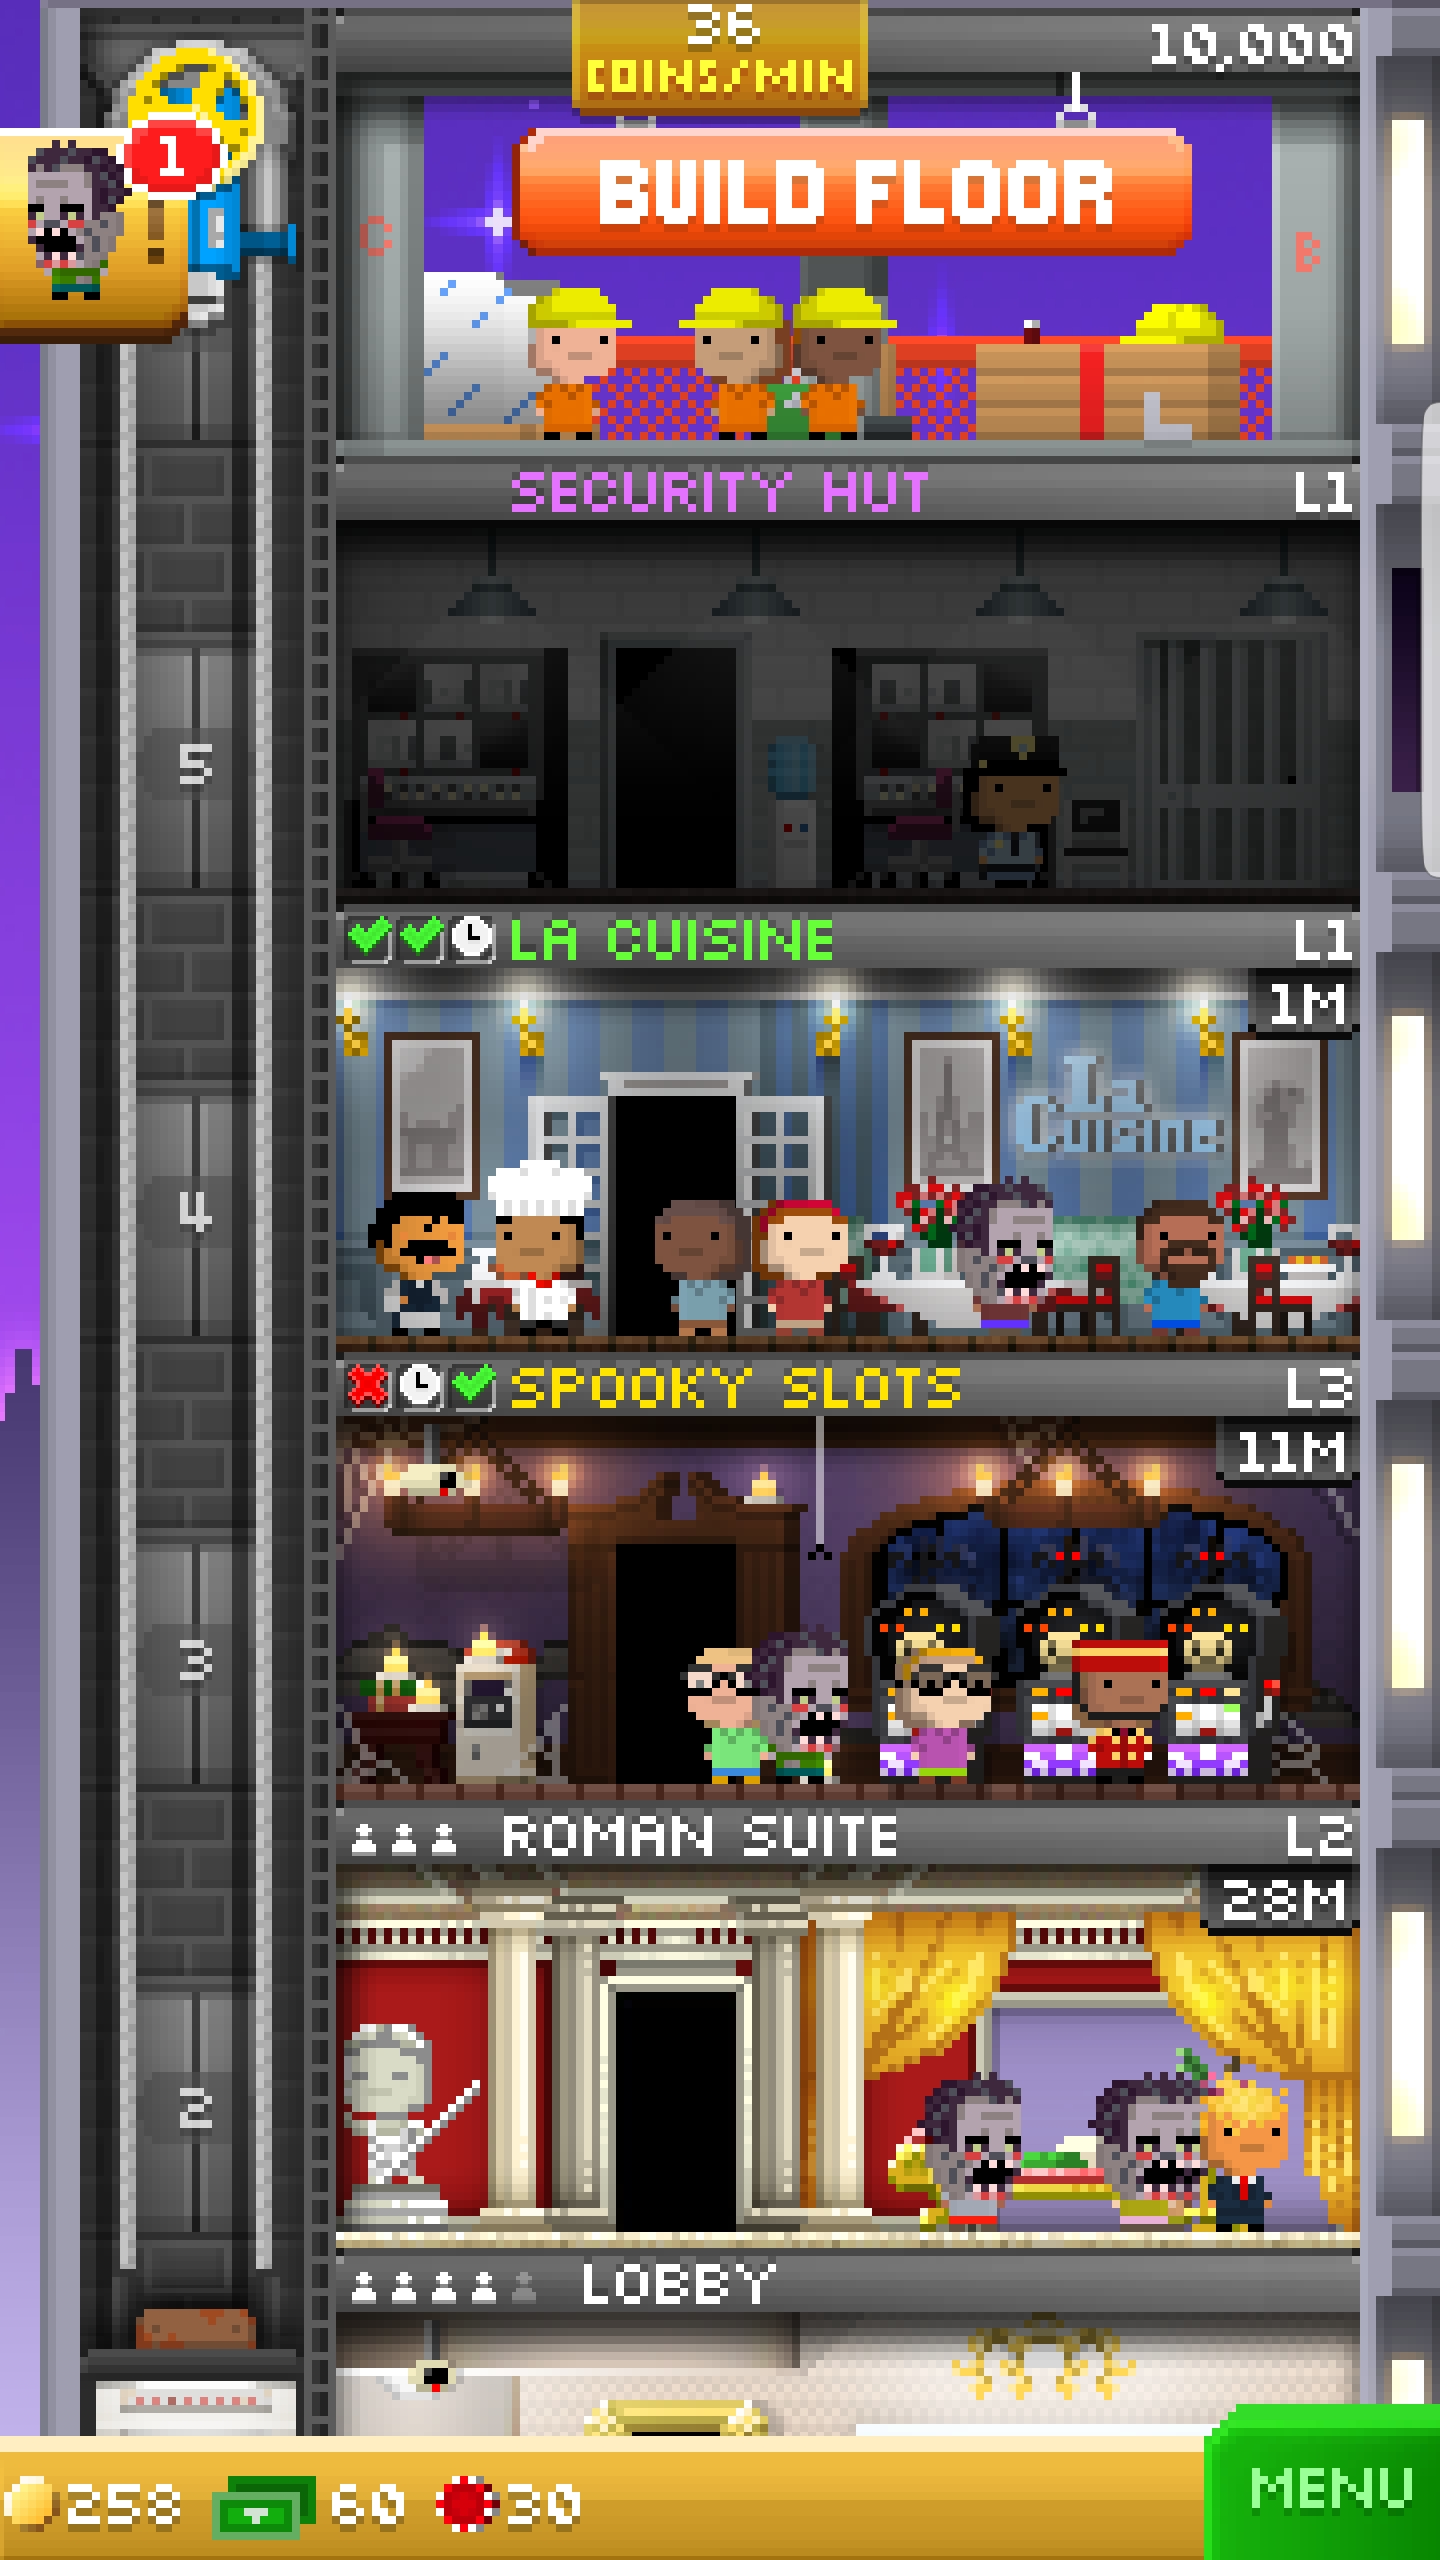 36
COINS/MIN
10,000
1
!
BUILD FLOOR
C
B
SECURITY HUT
L1
5
LA CUISINE
L1
1M
La
Cuisine
4
SPOOKY SLOTS
L3
11M
3
ROMAN SUITE
L2
28M
2
LOBBY
258
60
30
MENU